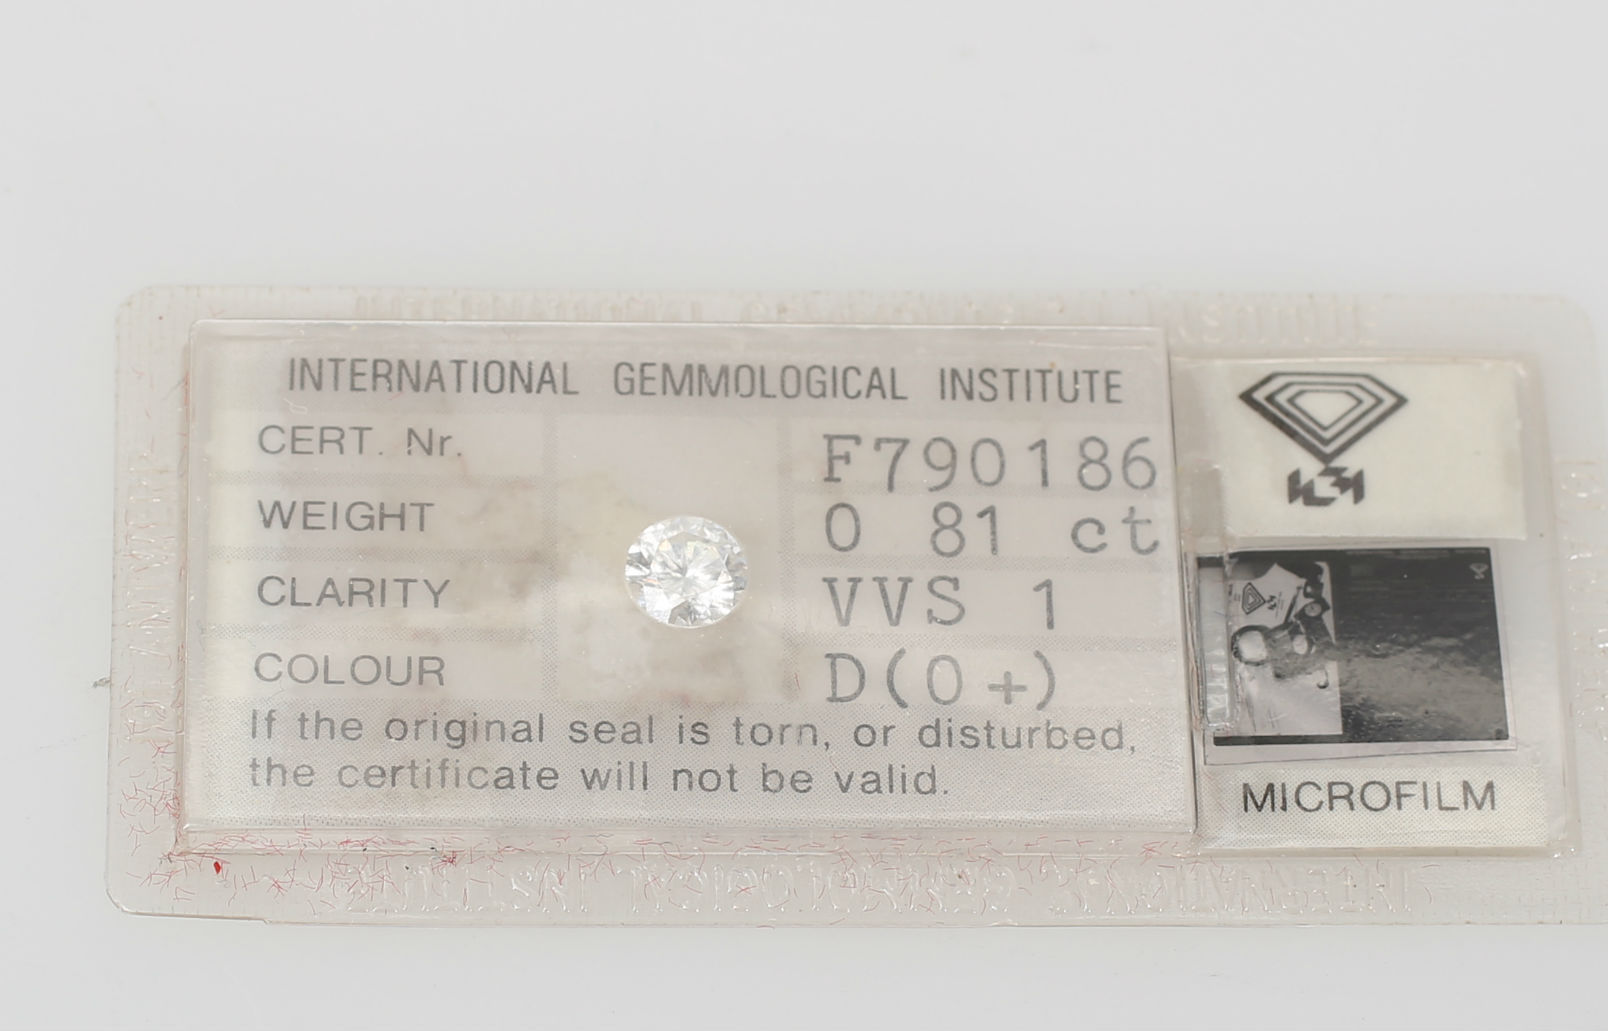 INTERNATIONAL GEMMOLOGICAL INSTITUTE
CERT. Nr. F790186
WEIGHT 0 81 ct
CLARITY VVS 1
COLOUR D(0+)
If the original seal is torn, or disturbed,
the certificate will not be valid.
MICROFILM